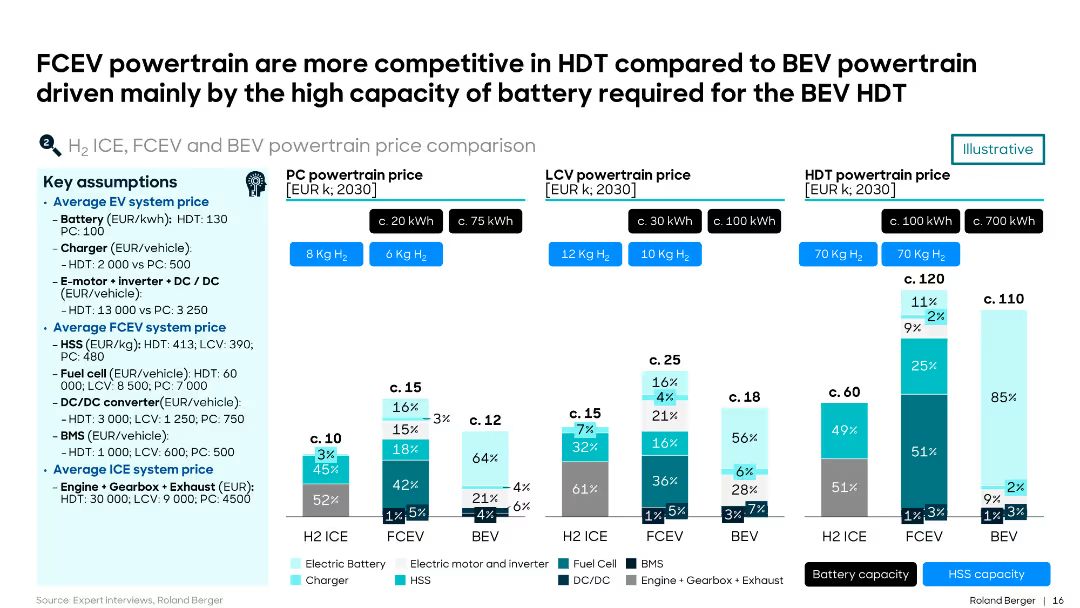 FCEV powertrain are more competitive in HDT compared to BEV powertrain
driven mainly by the high capacity of battery required for the BEV HDT
2
H2 ICE, FCEV and BEV powertrain price comparison
Illustrative
Key assumptions
• Average EV system price
– Battery (EUR/kwh): HDT: 130
PC: 100
– Charger (EUR/vehicle):
– HDT: 2 000 vs PC: 500
– E-motor + inverter + DC / DC
(EUR/vehicle):
– HDT: 13 000 vs PC: 3 250
• Average FCEV system price
– HSS (EUR/kg): HDT: 413; LCV: 390;
PC: 480
– Fuel cell (EUR/vehicle): HDT: 60
000; LCV: 8 500; PC: 7 000
– DC/DC converter(EUR/vehicle):
– HDT: 3 000; LCV: 1 250; PC: 750
– BMS (EUR/vehicle):
– HDT: 1 000; LCV: 600; PC: 500
• Average ICE system price
– Engine + Gearbox + Exhaust (EUR):
HDT: 30 000; LCV: 9 000; PC: 4500
PC powertrain price
[EUR k; 2030]
c. 20 kWh
c. 75 kWh
8 Kg H2
6 Kg H2
c. 10
3%
45%
52%
H2 ICE
c. 15
16%
3%
15%
18%
42%
1%
5%
FCEV
c. 12
64%
4%
21%
6%
4%
BEV
LCV powertrain price
[EUR k; 2030]
c. 30 kWh
c. 100 kWh
12 Kg H2
10 Kg H2
c. 15
7%
32%
61%
H2 ICE
c. 25
16%
4%
21%
16%
36%
1%
5%
FCEV
c. 18
56%
6%
28%
3%
7%
BEV
HDT powertrain price
[EUR k; 2030]
c. 100 kWh
c. 700 kWh
70 Kg H2
70 Kg H2
c. 60
49%
51%
H2 ICE
c. 120
11%
2%
9%
25%
51%
1%
3%
FCEV
c. 110
85%
2%
9%
1%
3%
BEV
Electric Battery
Electric motor and inverter
Fuel Cell
BMS
Charger
HSS
DC/DC
Engine + Gearbox + Exhaust
Battery capacity
HSS capacity
Source: Expert interviews, Roland Berger
Roland Berger | 16